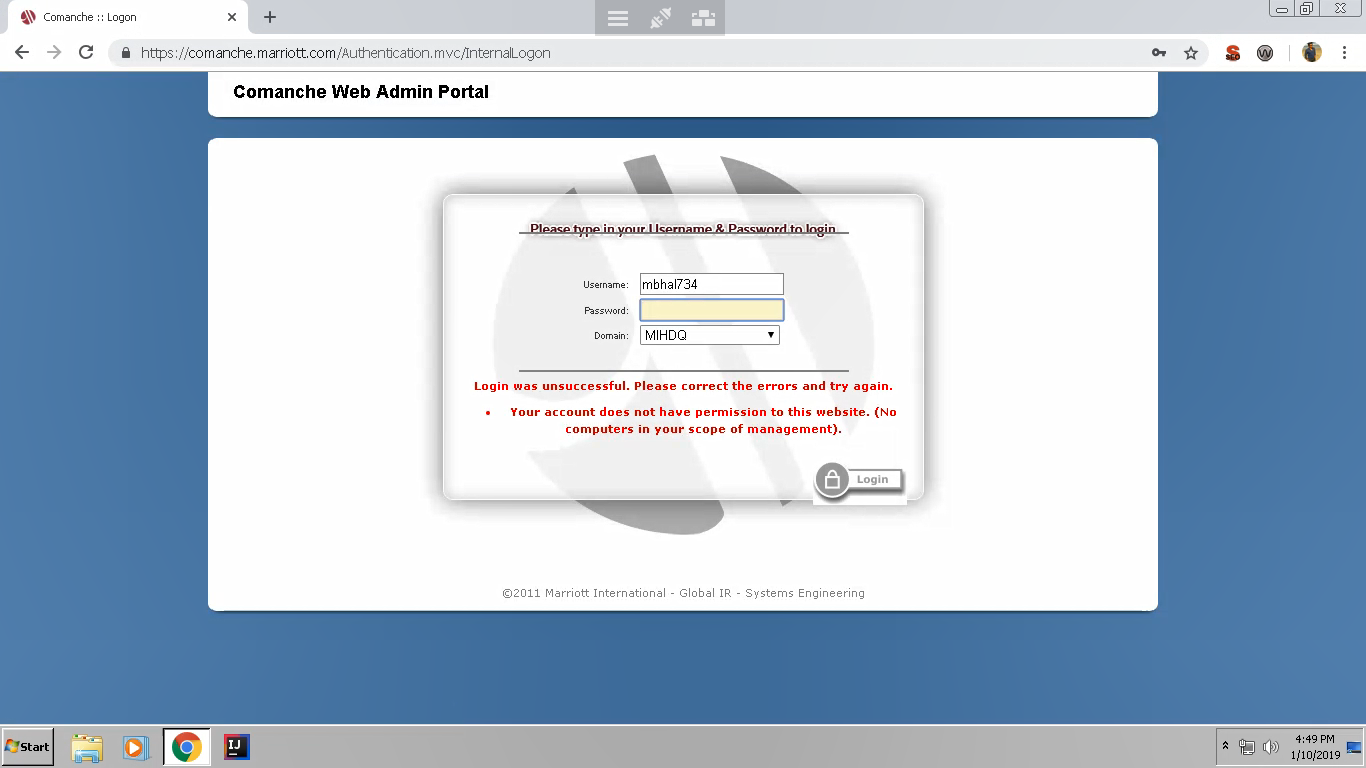 Comanche :: Logon
https://comanche.marriott.com/Authentication.mvc/InternalLogon
Comanche Web Admin Portal
Please type in your Username & Password to login
Username:
mbhal734
Password:
Domain:
MIHDQ
Login was unsuccessful. Please correct the errors and try again.
Your account does not have permission to this website. (No
computers in your scope of management).
Login
©2011 Marriott International - Global IR - Systems Engineering
Start
IJ
4:49 PM
1/10/2019